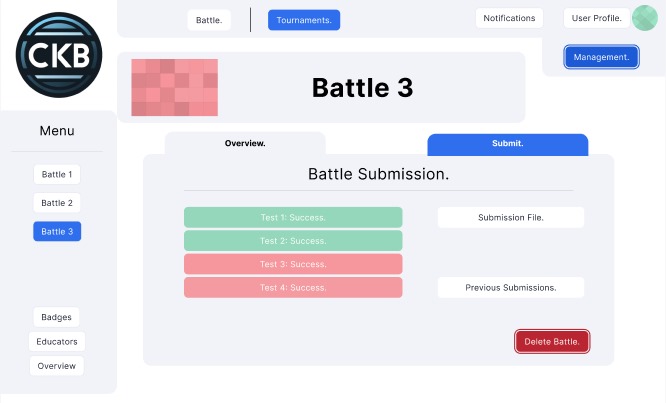 CKB
Battle.
Tournaments.
Notifications
User Profile.
Management.
Battle 3
Menu
Battle 1
Battle 2
Battle 3
Badges
Educators
Overview
Overview.
Submit.
Battle Submission.
Test 1: Success.
Submission File.
Test 2: Success.
Test 3: Success.
Test 4: Success.
Previous Submissions.
Delete Battle.